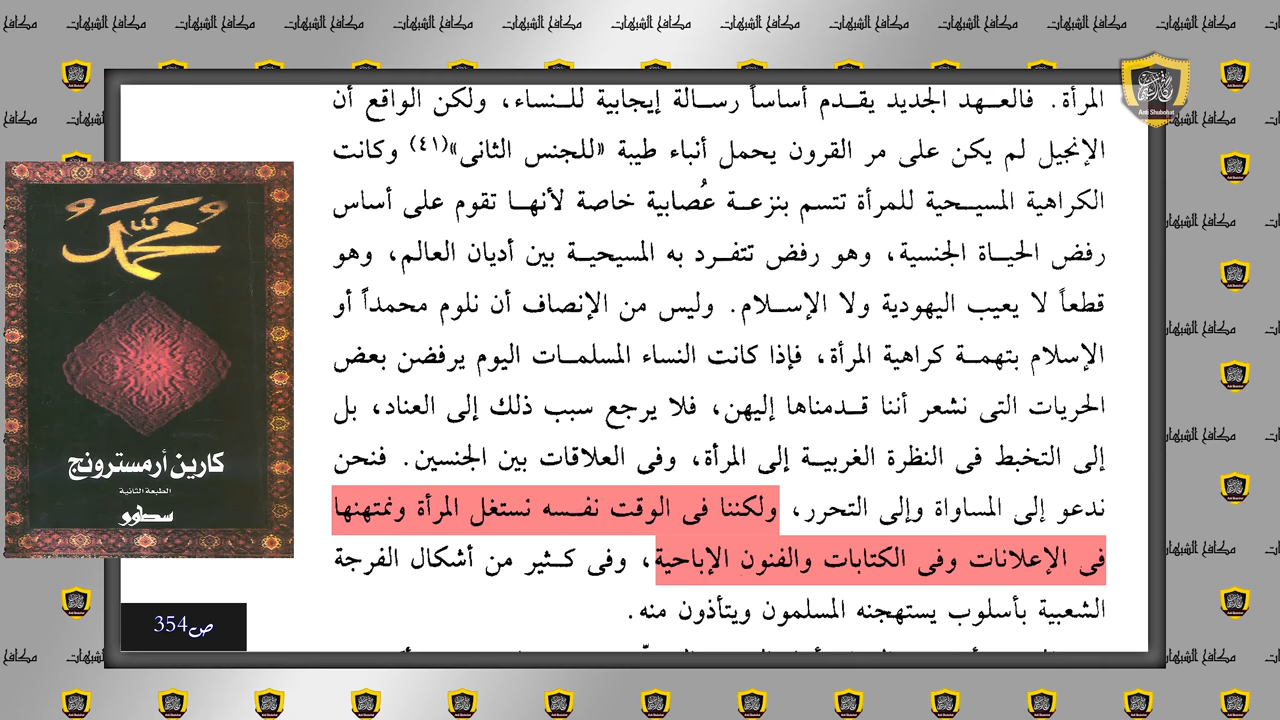 مكافح الشبهات
Anti Shubohat
المرأة. فالعهد الجديد يقدم أساساً رسالة إيجابية للنساء، ولكن الواقع أن
الإنجيل لم يكن على مر القرون يحمل أنباء طيبة «للجنس الثانى»(٤١) وكانت
الكراهية المسيحية للمرأة تتسم بنزعة عُصابية خاصة لأنها تقوم على أساس
رفض الحياة الجنسية، وهو رفض تتفرد به المسيحية بين أديان العالم، وهو
قطعاً لا يعيب اليهودية ولا الإسلام. وليس من الإنصاف أن نلوم محمداً أو
الإسلام بتهمة كراهية المرأة، فإذا كانت النساء المسلمات اليوم يرفضن بعض
الحريات التى نشعر أننا قدمناها إليهن، فلا يرجع سبب ذلك إلى العناد، بل
إلى التخبط فى النظرة الغربية إلى المرأة، وفى العلاقات بين الجنسين. فنحن
ندعو إلى المساواة وإلى التحرر، ولكننا فى الوقت نفسه نستغل المرأة ونمتهنها
فى الإعلانات وفى الكتابات والفنون الإباحية، وفى كثير من أشكال الفرجة
الشعبية بأسلوب يستهجنه المسلمون ويتأذون منه.
محمد
كارين أرمسترونج
الطبعة الثانية
سطور
ص354